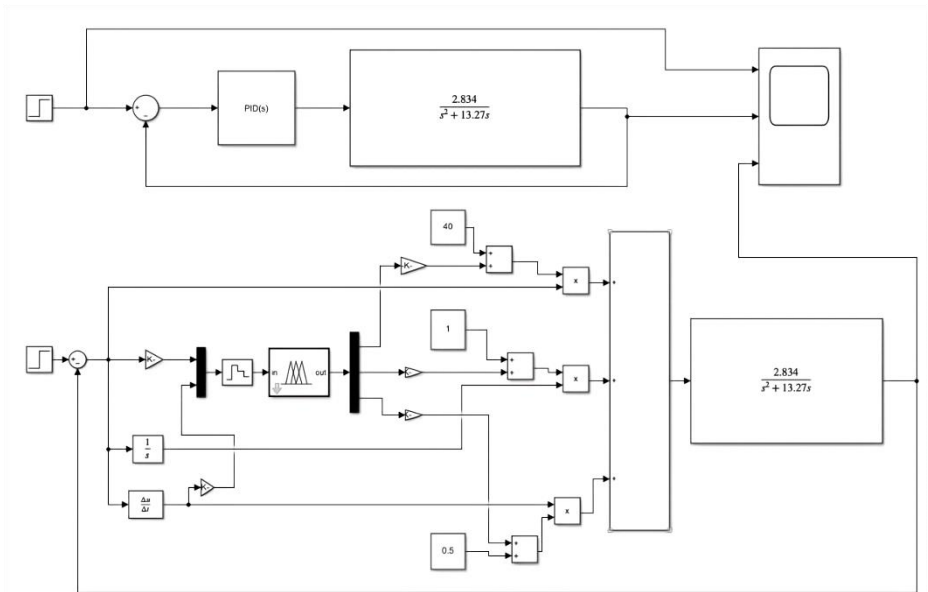 +
−
PID(s)
2.834
s² + 13.27s
40
+
+
-K-
x
+
1
+
+
K-
x
+
+
−
K-
in
out
2.834
s² + 13.27s
K-
1
s
K-
Δu
Δt
x
+
0.5
+
+